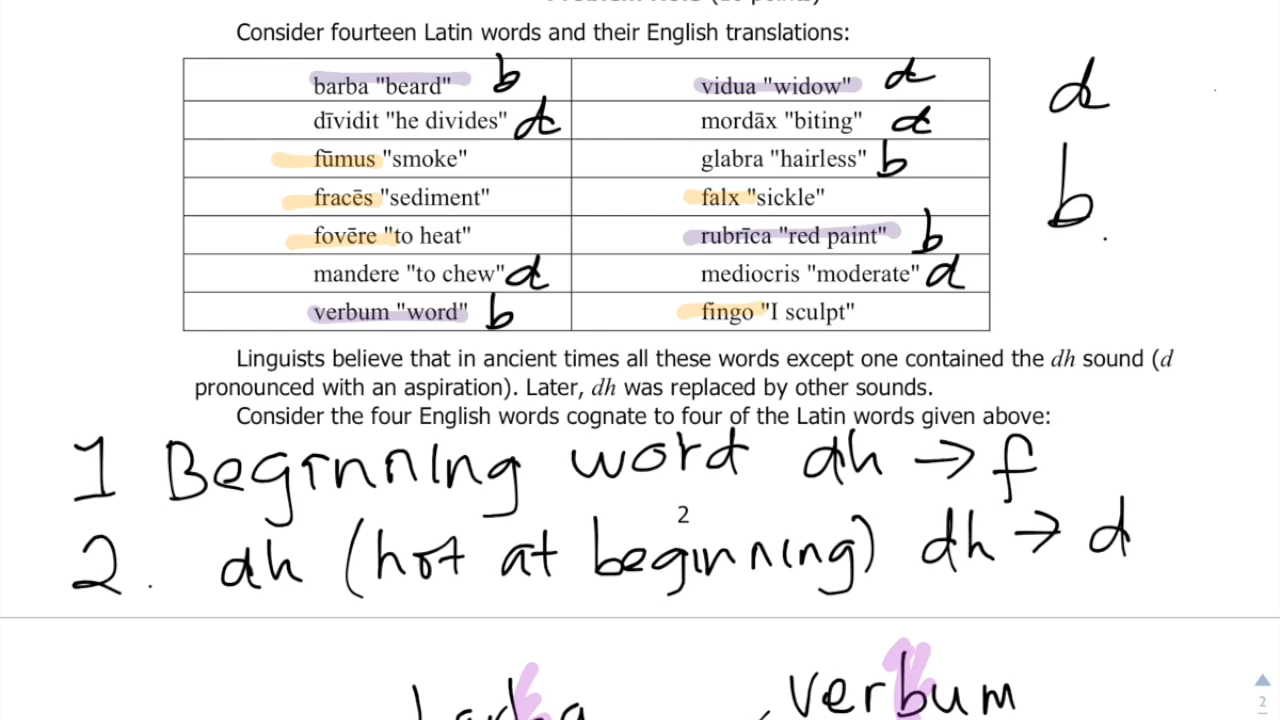 Consider fourteen Latin words and their English translations:
barba "beard" b vidua "widow" d
dīvidit "he divides" d mordāx "biting" d
fūmus "smoke" glabra "hairless" b
fracēs "sediment" falx "sickle"
fovēre "to heat" rubrīca "red paint" b
mandere "to chew" d mediocris "moderate" d
verbum "word" b fingo "I sculpt"
d
b
Linguists believe that in ancient times all these words except one contained the dh sound (d
pronounced with an aspiration). Later, dh was replaced by other sounds.
Consider the four English words cognate to four of the Latin words given above:
1 Beginning word dh → f
2
2. dh (not at beginning) dh → d
verbum
2